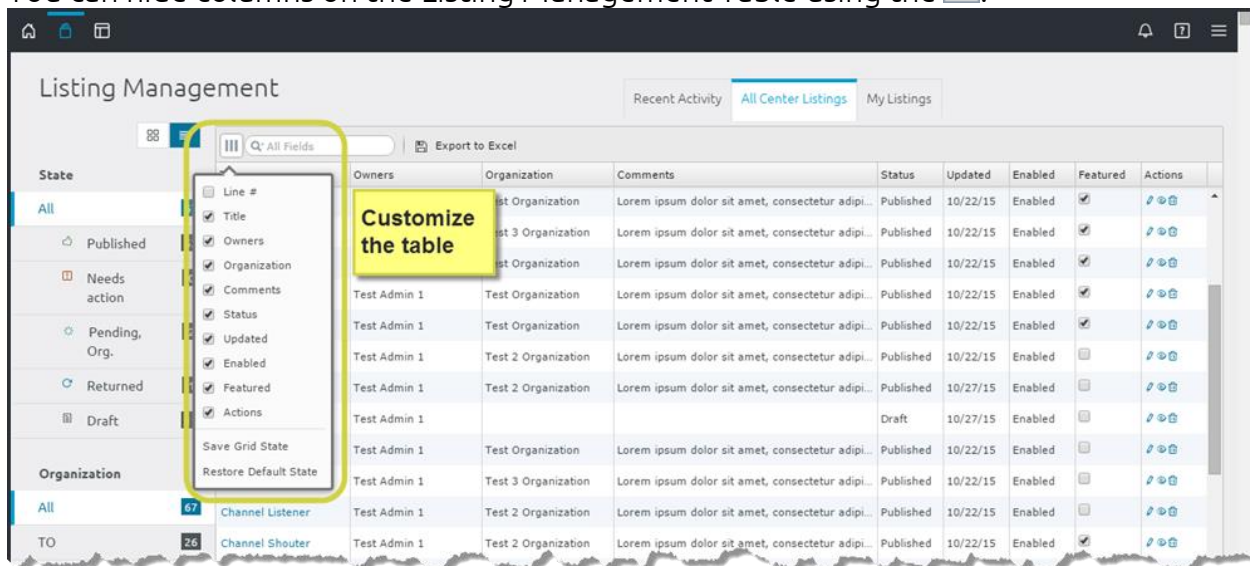 You can hide columns on the Listing Management Table using the .
Listing Management
Recent Activity All Center Listings My Listings
All Fields Export to Excel
State
All
Published
Needs
action
Pending,
Org.
Returned
Draft
Organization
All 67
TO 26
Line #
Title
Owners
Organization
Comments
Status
Updated
Enabled
Featured
Actions
Save Grid State
Restore Default State
Customize
the table
Owners Organization Comments Status Updated Enabled Featured Actions
st Organization Lorem ipsum dolor sit amet, consectetur adipi... Published 10/22/15 Enabled
st 3 Organization Lorem ipsum dolor sit amet, consectetur adipi... Published 10/22/15 Enabled
st Organization Lorem ipsum dolor sit amet, consectetur adipi... Published 10/22/15 Enabled
Test Admin 1 Test Organization Lorem ipsum dolor sit amet, consectetur adipi... Published 10/22/15 Enabled
Test Admin 1 Test Organization Lorem ipsum dolor sit amet, consectetur adipi... Published 10/22/15 Enabled
Test Admin 1 Test 2 Organization Lorem ipsum dolor sit amet, consectetur adipi... Published 10/22/15 Enabled
Test Admin 1 Test 2 Organization Lorem ipsum dolor sit amet, consectetur adipi... Published 10/27/15 Enabled
Test Admin 1 Draft 10/27/15 Enabled
Test Admin 1 Test Organization Lorem ipsum dolor sit amet, consectetur adipi... Published 10/22/15 Enabled
Test Admin 1 Test 3 Organization Lorem ipsum dolor sit amet, consectetur adipi... Published 10/22/15 Enabled
Channel Listener Test Admin 1 Test 2 Organization Lorem ipsum dolor sit amet, consectetur adipi... Published 10/22/15 Enabled
Channel Shouter Test Admin 1 Test 2 Organization Lorem ipsum dolor sit amet, consectetur adipi... Published 10/22/15 Enabled